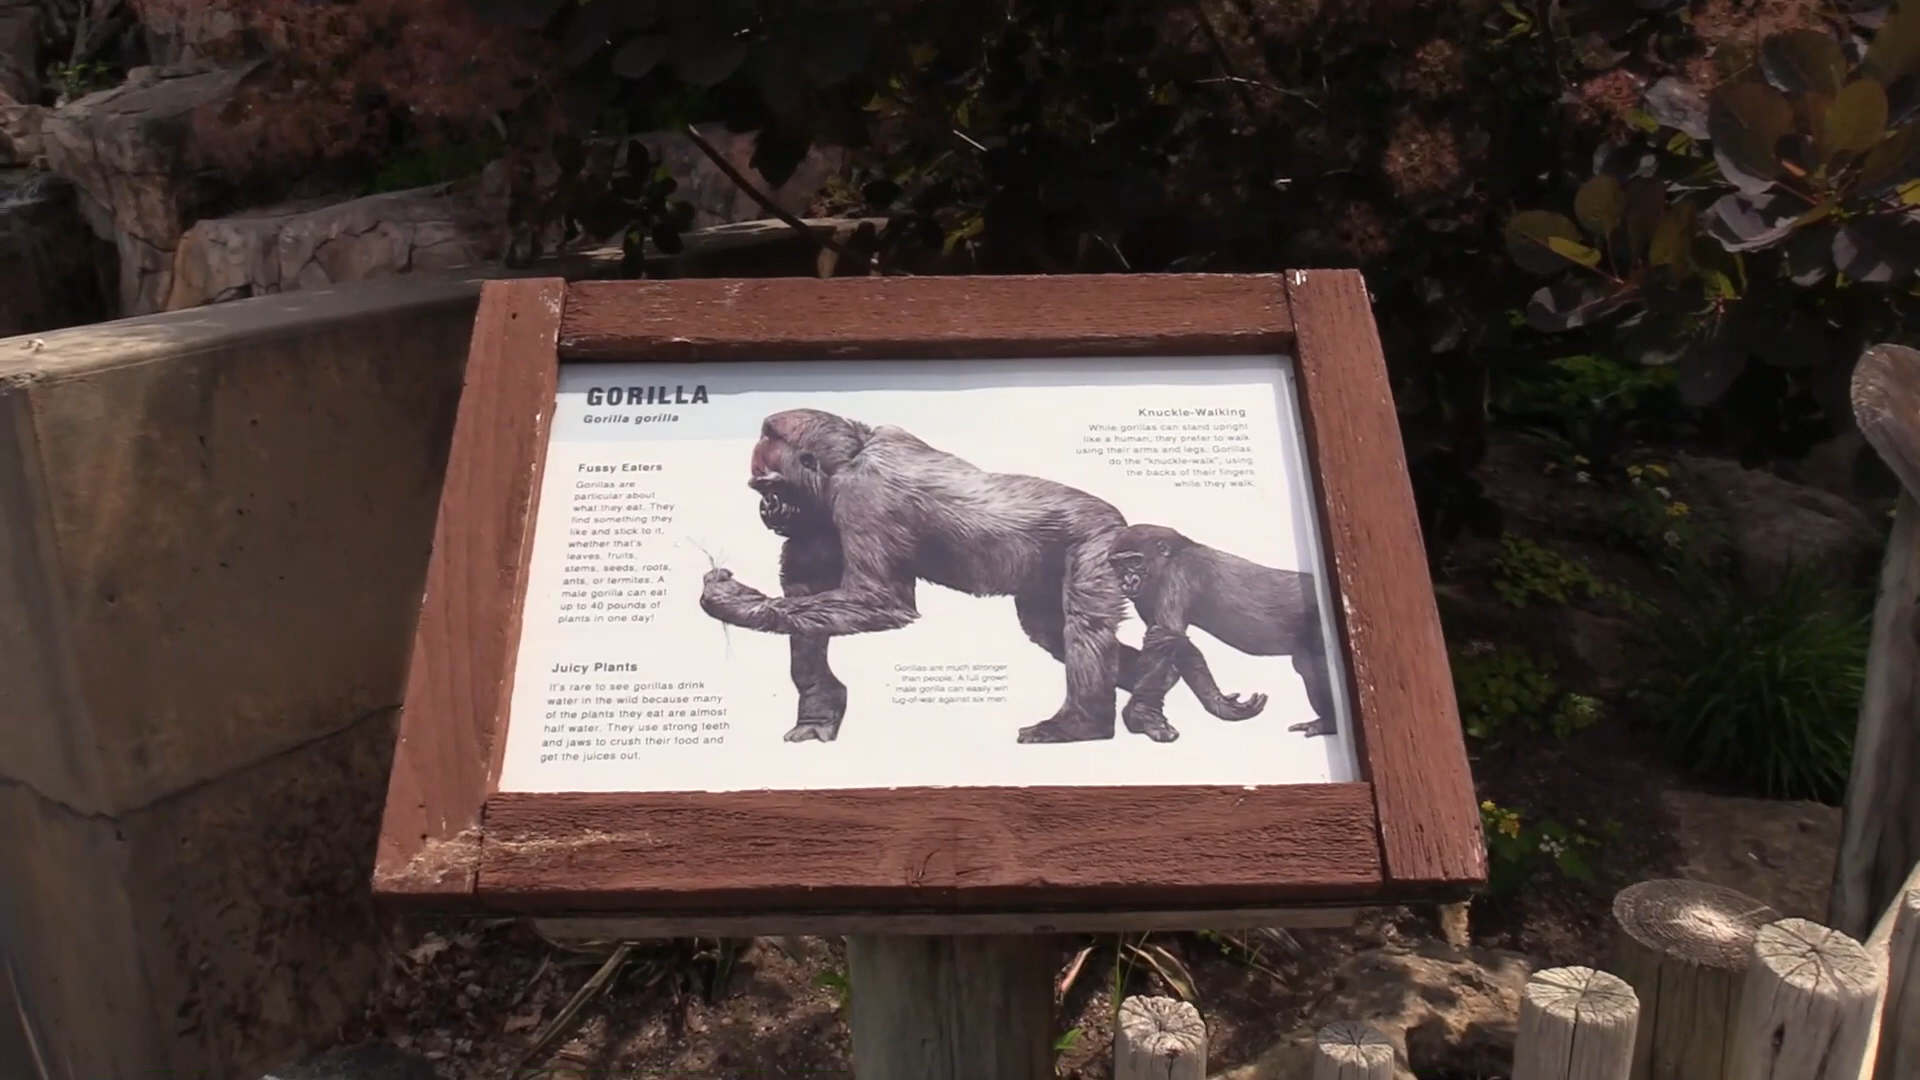 GORILLA
Gorilla gorilla
Fussy Eaters
Gorillas are
particular about
what they eat. They
find something they
like and stick to it,
whether that's
leaves, fruits,
stems, seeds, roots,
ants, or termites. A
male gorilla can eat
up to 40 pounds of
plants in one day!
Juicy Plants
It's rare to see gorillas drink
water in the wild because many
of the plants they eat are almost
half water. They use strong teeth
and jaws to crush their food and
get the juices out.
Knuckle-Walking
While gorillas can stand upright
like a human, they prefer to walk
using their arms and legs. Gorillas
do the "knuckle-walk", using
the backs of their fingers
while they walk.
Gorillas are much stronger
than people. A full grown
male gorilla can easily win
tug-of-war against six men.